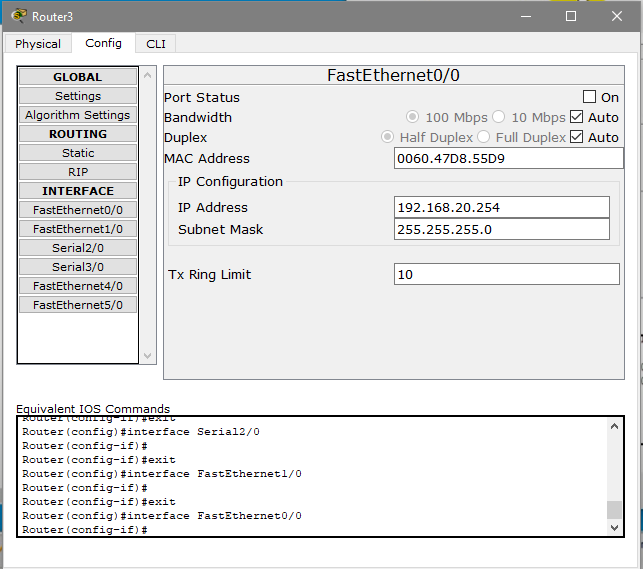 Router3
Physical Config CLI
GLOBAL
Settings
Algorithm Settings
ROUTING
Static
RIP
INTERFACE
FastEthernet0/0
FastEthernet1/0
Serial2/0
Serial3/0
FastEthernet4/0
FastEthernet5/0
FastEthernet0/0
Port Status On
Bandwidth 100 Mbps 10 Mbps Auto
Duplex Half Duplex Full Duplex Auto
MAC Address 0060.47D8.55D9
IP Configuration
IP Address 192.168.20.254
Subnet Mask 255.255.255.0
Tx Ring Limit 10
Equivalent IOS Commands
Router(config-if)#exit
Router(config)#interface Serial2/0
Router(config-if)#
Router(config-if)#exit
Router(config)#interface FastEthernet1/0
Router(config-if)#
Router(config-if)#exit
Router(config)#interface FastEthernet0/0
Router(config-if)#